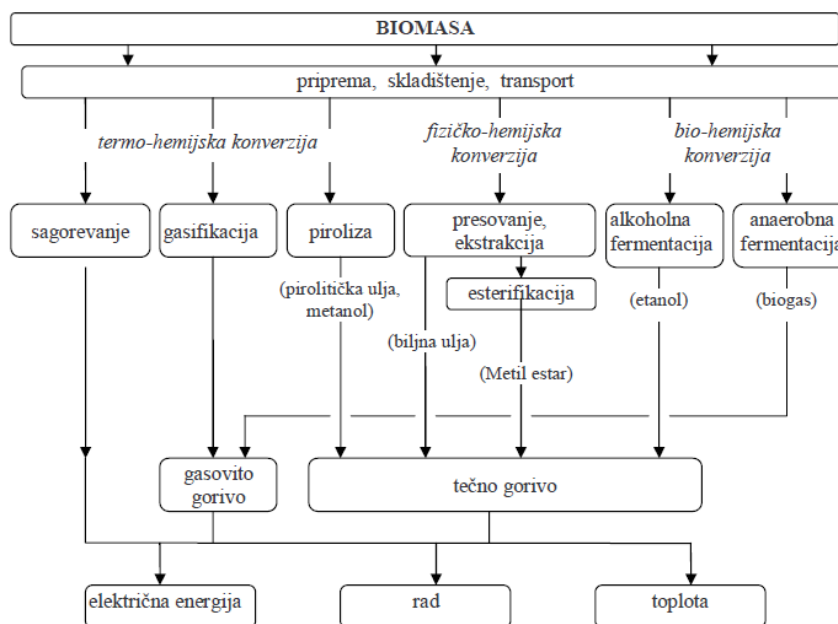 BIOMASA
priprema, skladištenje, transport
termo-hemijska konverzija
fizičko-hemijska
konverzija
bio-hemijska
konverzija
sagorevanje
gasifikacija
piroliza
presovanje,
ekstrakcija
alkoholna
fermentacija
anaerobna
fermentacija
(pirolitička ulja,
metanol)
esterifikacija
(etanol)
(biogas)
(biljna ulja)
(Metil estar)
gasovito
gorivo
tečno gorivo
električna energija
rad
toplota